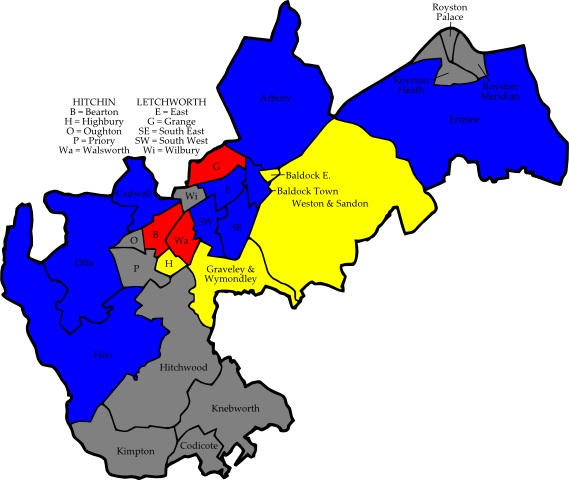 Royston
Palace
Royston
Heath
Royston
Meridian
Arbury
Ermine
HITCHIN
B = Bearton
H = Highbury
O = Oughton
P = Priory
Wa = Walsworth
LETCHWORTH
E = East
G = Grange
SE = South East
SW = South West
Wi = Wilbury
G
Baldock E.
Baldock Town
Weston & Sandon
Cadwell
Wi
E
SW
SE
B
Wa
O
Offa
P
H
Graveley &
Wymondley
Hoo
Hitchwood
Knebworth
Kimpton
Codicote